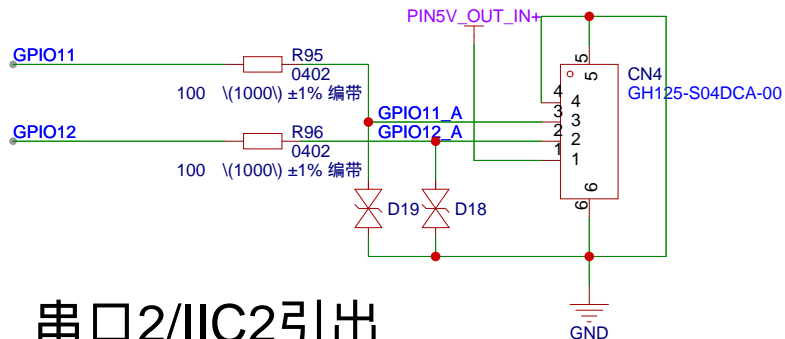 PIN5V_OUT_IN+
GPIO11
R95
0402
100 \(1000\) ±1% 编带
GPIO11_A
GPIO12
R96
0402
100 \(1000\) ±1% 编带
GPIO12_A
CN4
GH125-S04DCA-00
5
5
4
4
3
3
2
2
1
1
6
6
D19
D18
GND
串口2/IIC2引出